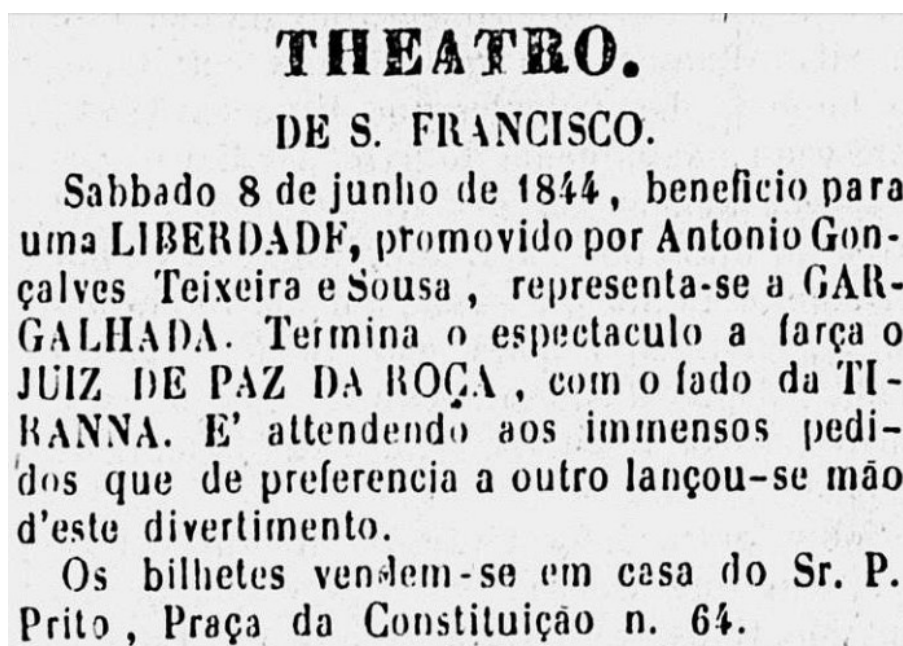 THEATRO.
DE S. FRANCISCO.
Sabbado 8 de junho de 1844, beneficio para
uma LIBERDADE, promovido por Antonio Gon-
çalves Teixeira e Sousa, representa-se a GAR-
GALHADA. Termina o espectaculo a farça o
JUIZ DE PAZ DA ROÇA, com o fado da TI-
RANNA. E' attendendo aos immensos pedi-
dos que de preferencia a outro lançou-se mão
d'este divertimento.
Os bilhetes vendem-se em casa do Sr. P.
Prito, Praça da Constituição n. 64.